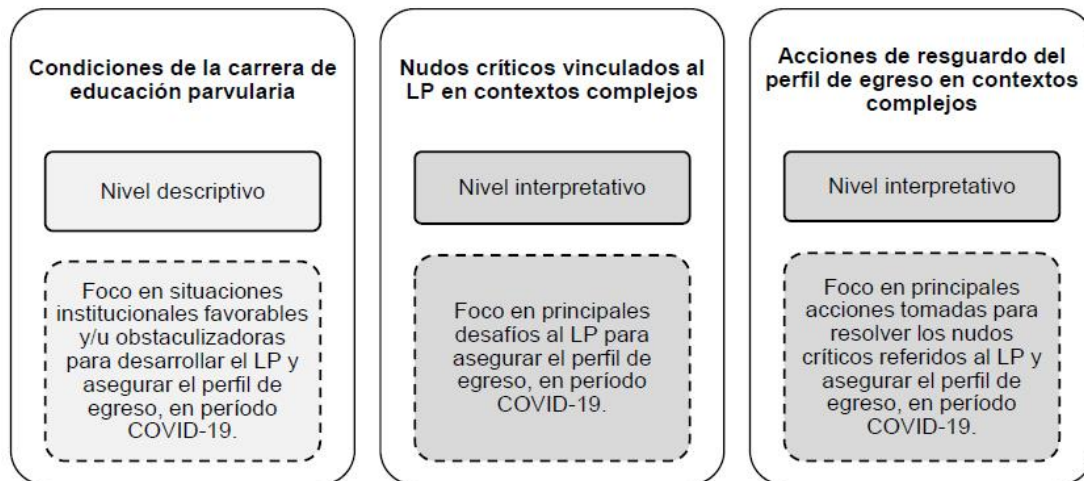 Condiciones de la carrera de
educación parvularia
Nivel descriptivo
Foco en situaciones
institucionales favorables
y/u obstaculizadoras
para desarrollar el LP y
asegurar el perfil de
egreso, en período
COVID-19.
Nudos críticos vinculados al
LP en contextos complejos
Nivel interpretativo
Foco en principales
desafíos al LP para
asegurar el perfil de
egreso, en período
COVID-19.
Acciones de resguardo del
perfil de egreso en contextos
complejos
Nivel interpretativo
Foco en principales
acciones tomadas para
resolver los nudos
críticos referidos al LP y
asegurar el perfil de
egreso, en período
COVID-19.